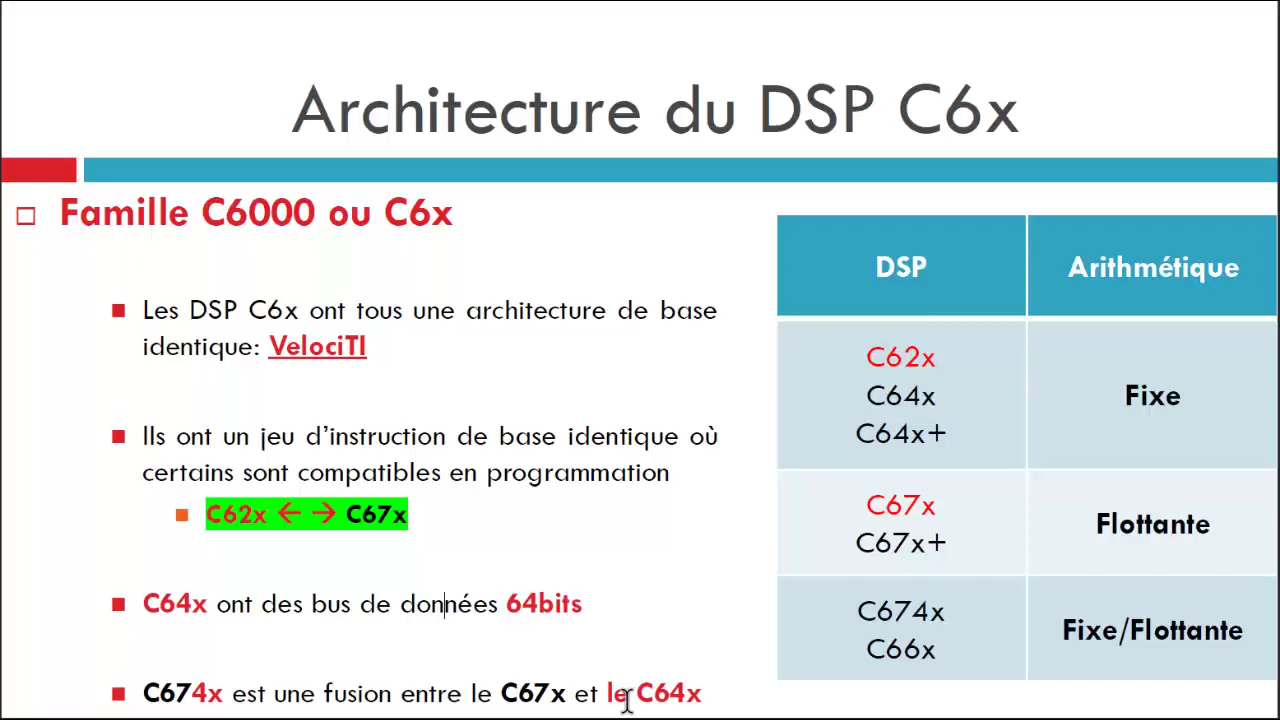 Architecture du DSP C6x
Famille C6000 ou C6x
Les DSP C6x ont tous une architecture de base
identique: VelociTI
Ils ont un jeu d’instruction de base identique où
certains sont compatibles en programmation
C62x ← → C67x
C64x ont des bus de données 64bits
C674x est une fusion entre le C67x et le C64x
DSP Arithmétique
C62x
C64x Fixe
C64x+
C67x
C67x+
Flottante
C674x
C66x
Fixe/Flottante